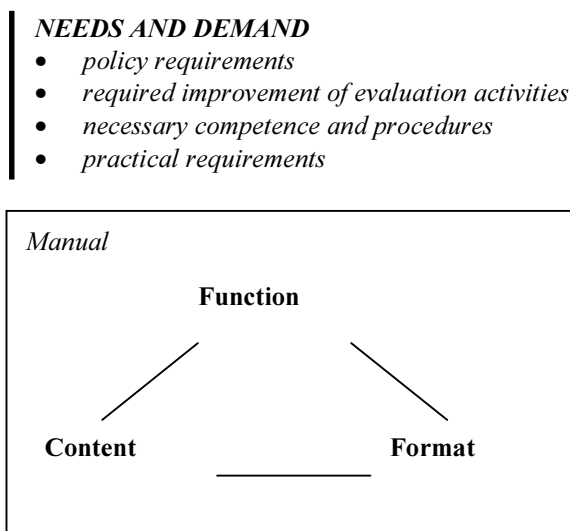 NEEDS AND DEMAND
• policy requirements
• required improvement of evaluation activities
• necessary competence and procedures
• practical requirements
Manual
Function
Content Format